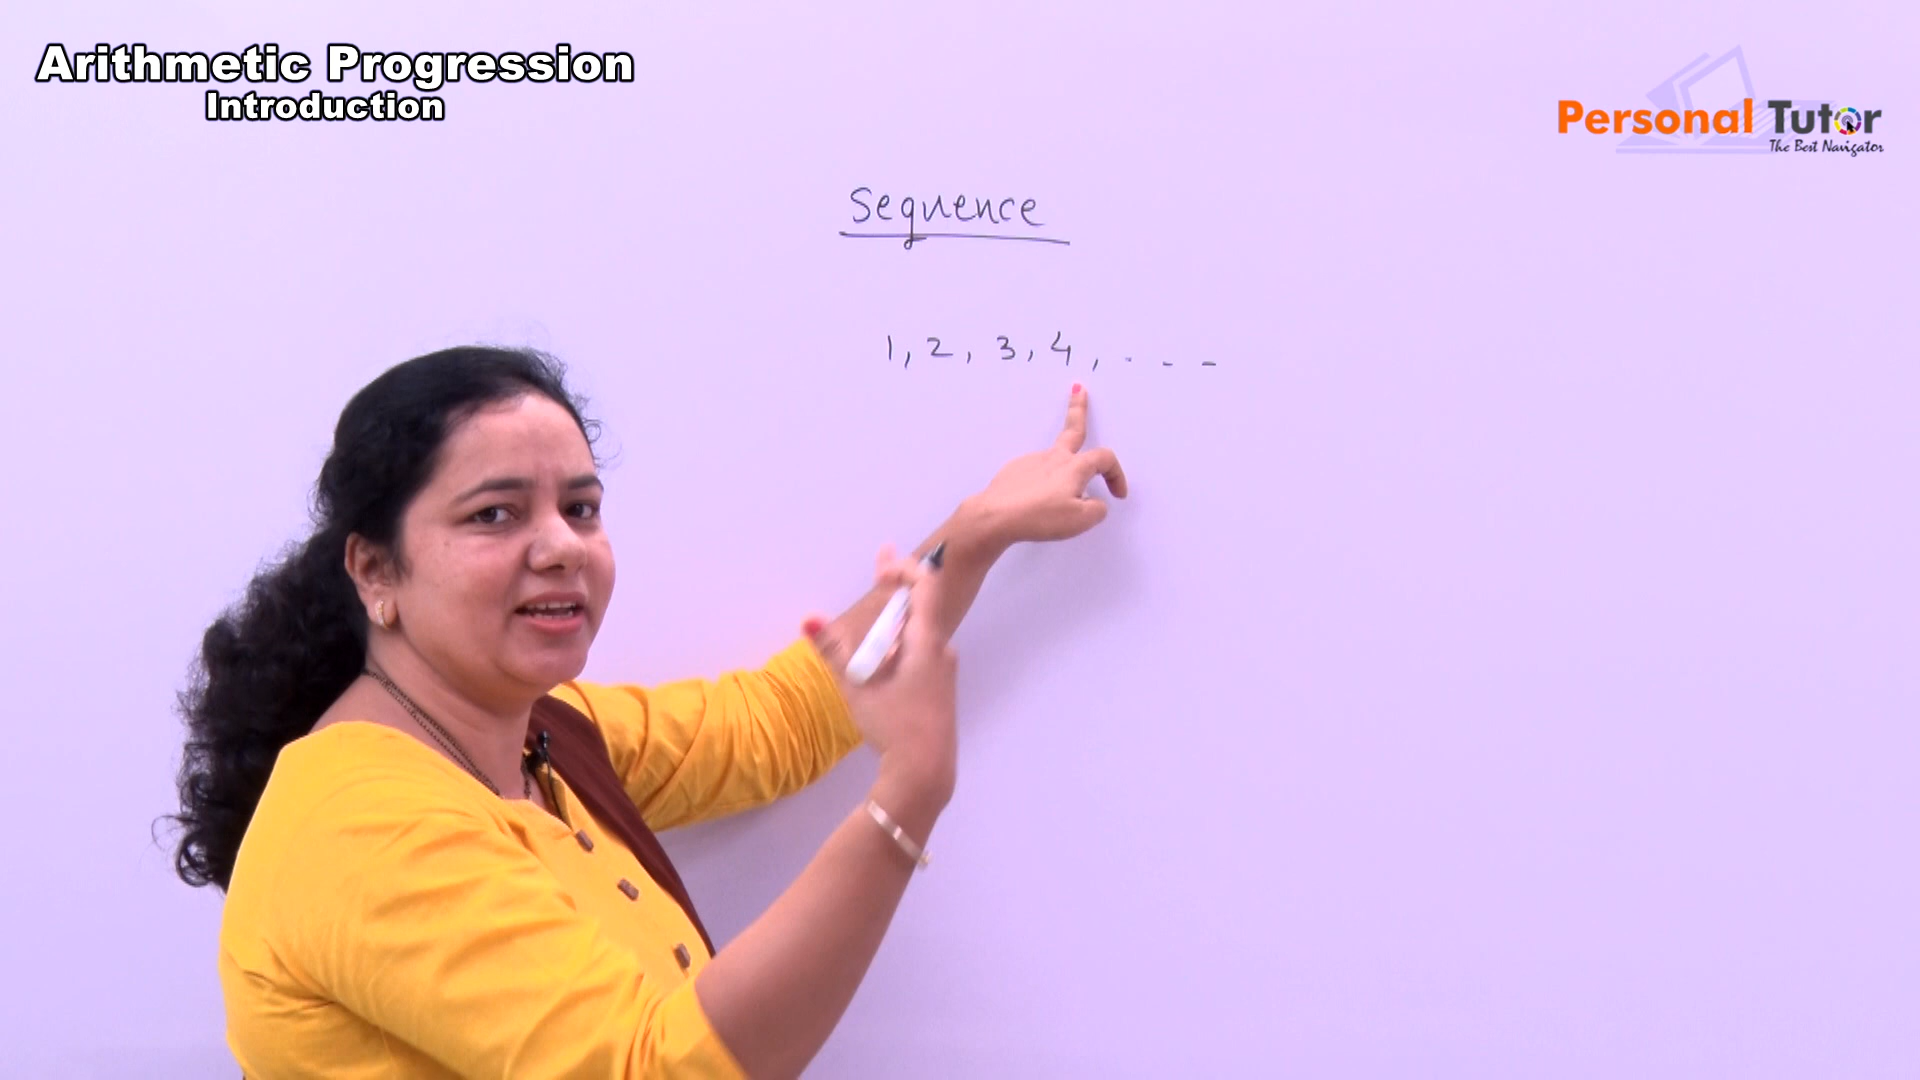 Arithmetic Progression
Introduction
Personal Tutor
The Best Navigator
Sequence
1, 2, 3, 4, . - -